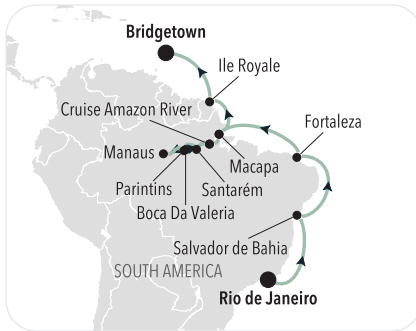 Bridgetown
Ile Royale
Cruise Amazon River
Fortaleza
Manaus
Macapa
Parintins
Santarém
Boca Da Valeria
Salvador de Bahia
SOUTH AMERICA
Rio de Janeiro